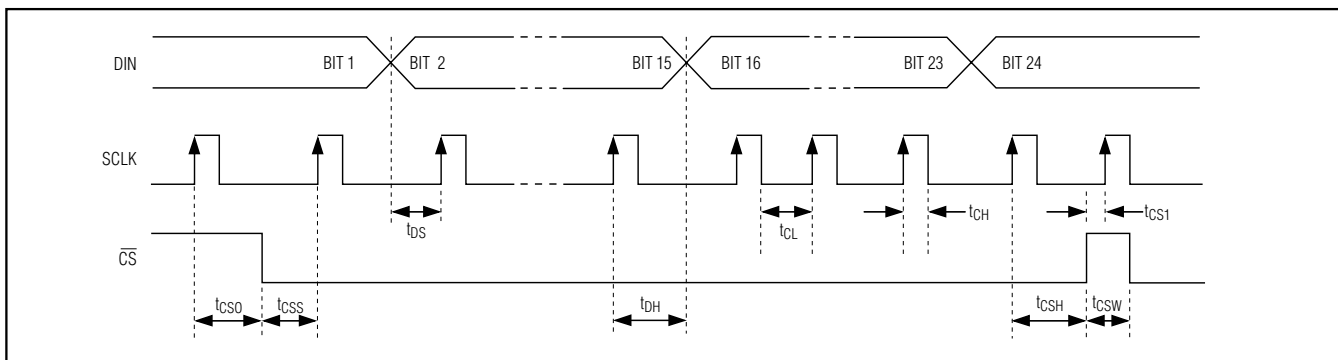 DIN BIT 1 BIT 2 BIT 15 BIT 16 BIT 23 BIT 24
SCLK
tDS tCL tCH tCS1
CS
tCSO tCSS tDH tCSH tCSW